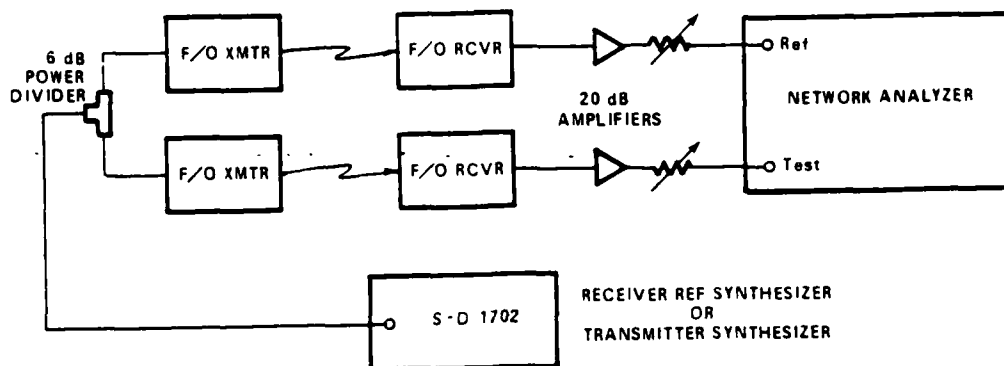 6 dB
POWER
DIVIDER
F/O XMTR
F/O RCVR
Ref
NETWORK ANALYZER
20 dB
AMPLIFIERS
F/O XMTR
F/O RCVR
Test
S-D 1702
RECEIVER REF SYNTHESIZER
OR
TRANSMITTER SYNTHESIZER